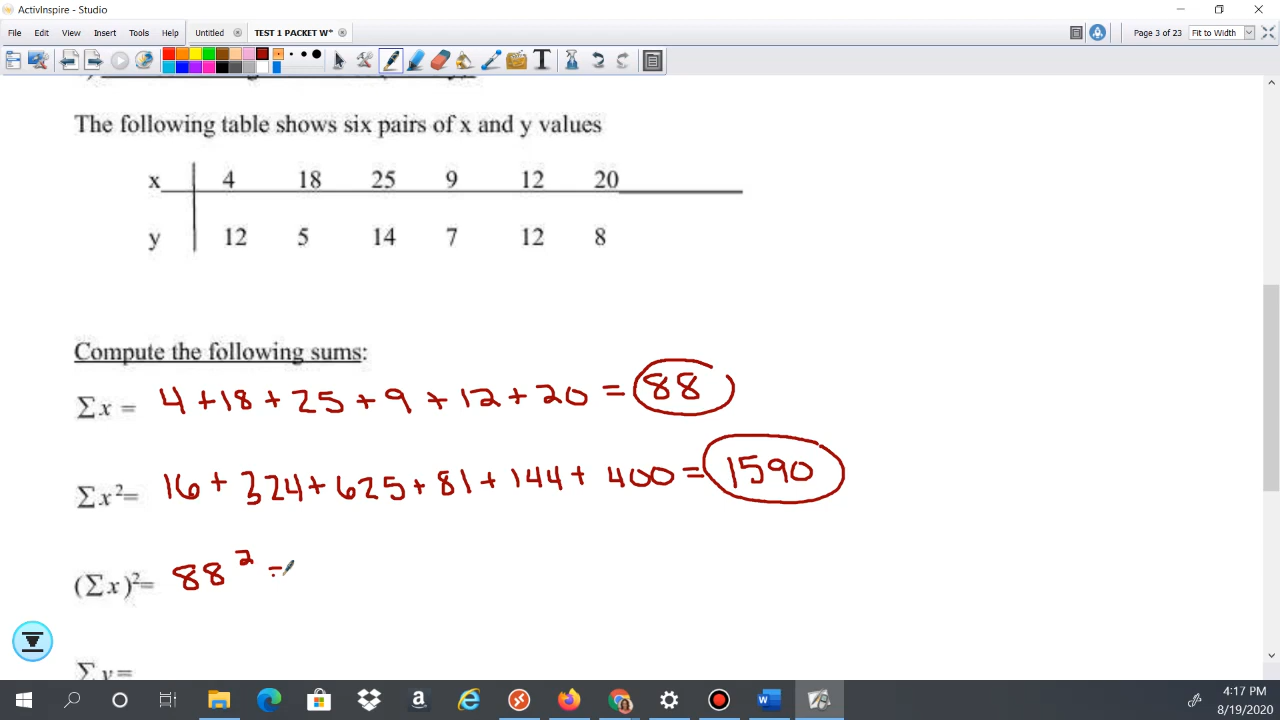 ActivInspire - Studio
File Edit View Insert Tools Help Untitled TEST 1 PACKET W* Page 3 of 23 Fit to Width
The following table shows six pairs of x and y values
x 4 18 25 9 12 20
y 12 5 14 7 12 8
Compute the following sums:
Σx = 4 + 18 + 25 + 9 + 12 + 20 = 88
Σx²= 16 + 324 + 625 + 81 + 144 + 400 = 1590
(Σx)²= 88² =
Σy=
4:17 PM
8/19/2020